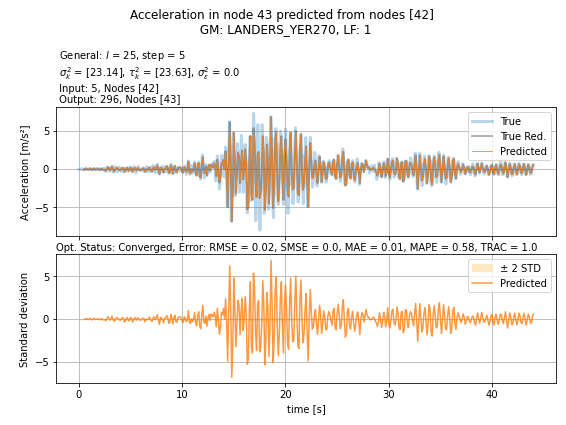 Acceleration in node 43 predicted from nodes [42]
GM: LANDERS_YER270, LF: 1
General: l = 25, step = 5
σ²ₖ = [23.14], τ²ₖ = [23.63], σ²ε = 0.0
Input: 5, Nodes [42]
Output: 296, Nodes [43]
Acceleration [m/s²]
5
0
−5
True
True Red.
Predicted
Opt. Status: Converged, Error: RMSE = 0.02, SMSE = 0.0, MAE = 0.01, MAPE = 0.58, TRAC = 1.0
Standard deviation
5
0
−5
± 2 STD
Predicted
0 10 20 30 40
time [s]